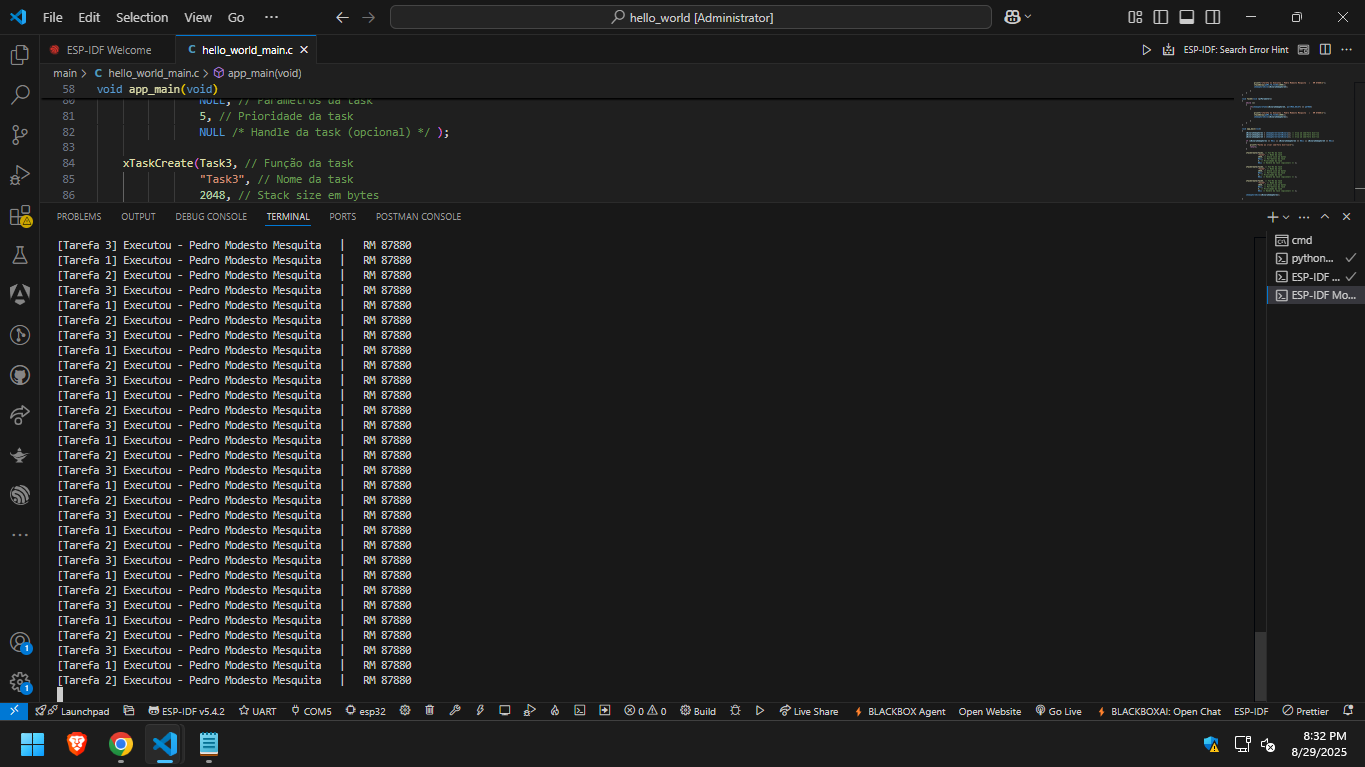 File Edit Selection View Go ··· hello_world [Administrator]
ESP-IDF Welcome C hello_world_main.c ESP-IDF: Search Error Hint
main > C hello_world_main.c > app_main(void)
58 void app_main(void)
80 NULL, // Parâmetros da task
81 5, // Prioridade da task
82 NULL /* Handle da task (opcional) */ );
83
84 xTaskCreate(Task3, // Função da task
85 "Task3", // Nome da task
86 2048, // Stack size em bytes
PROBLEMS OUTPUT DEBUG CONSOLE TERMINAL PORTS POSTMAN CONSOLE
[Tarefa 3] Executou - Pedro Modesto Mesquita | RM 87880
[Tarefa 1] Executou - Pedro Modesto Mesquita | RM 87880
[Tarefa 2] Executou - Pedro Modesto Mesquita | RM 87880
[Tarefa 3] Executou - Pedro Modesto Mesquita | RM 87880
[Tarefa 1] Executou - Pedro Modesto Mesquita | RM 87880
[Tarefa 2] Executou - Pedro Modesto Mesquita | RM 87880
[Tarefa 3] Executou - Pedro Modesto Mesquita | RM 87880
[Tarefa 1] Executou - Pedro Modesto Mesquita | RM 87880
[Tarefa 2] Executou - Pedro Modesto Mesquita | RM 87880
[Tarefa 3] Executou - Pedro Modesto Mesquita | RM 87880
[Tarefa 1] Executou - Pedro Modesto Mesquita | RM 87880
[Tarefa 2] Executou - Pedro Modesto Mesquita | RM 87880
[Tarefa 3] Executou - Pedro Modesto Mesquita | RM 87880
[Tarefa 1] Executou - Pedro Modesto Mesquita | RM 87880
[Tarefa 2] Executou - Pedro Modesto Mesquita | RM 87880
[Tarefa 3] Executou - Pedro Modesto Mesquita | RM 87880
[Tarefa 1] Executou - Pedro Modesto Mesquita | RM 87880
[Tarefa 2] Executou - Pedro Modesto Mesquita | RM 87880
[Tarefa 3] Executou - Pedro Modesto Mesquita | RM 87880
[Tarefa 1] Executou - Pedro Modesto Mesquita | RM 87880
[Tarefa 2] Executou - Pedro Modesto Mesquita | RM 87880
[Tarefa 3] Executou - Pedro Modesto Mesquita | RM 87880
[Tarefa 1] Executou - Pedro Modesto Mesquita | RM 87880
[Tarefa 2] Executou - Pedro Modesto Mesquita | RM 87880
[Tarefa 3] Executou - Pedro Modesto Mesquita | RM 87880
[Tarefa 1] Executou - Pedro Modesto Mesquita | RM 87880
[Tarefa 2] Executou - Pedro Modesto Mesquita | RM 87880
[Tarefa 3] Executou - Pedro Modesto Mesquita | RM 87880
[Tarefa 1] Executou - Pedro Modesto Mesquita | RM 87880
[Tarefa 2] Executou - Pedro Modesto Mesquita | RM 87880
cmd
python...
ESP-IDF ...
ESP-IDF Mo...
1
1
Launchpad ESP-IDF v5.4.2 UART COM5 esp32 0 0 Build Live Share BLACKBOX Agent Open Website Go Live BLACKBOXAI: Open Chat ESP-IDF Prettier
8:32 PM
8/29/2025